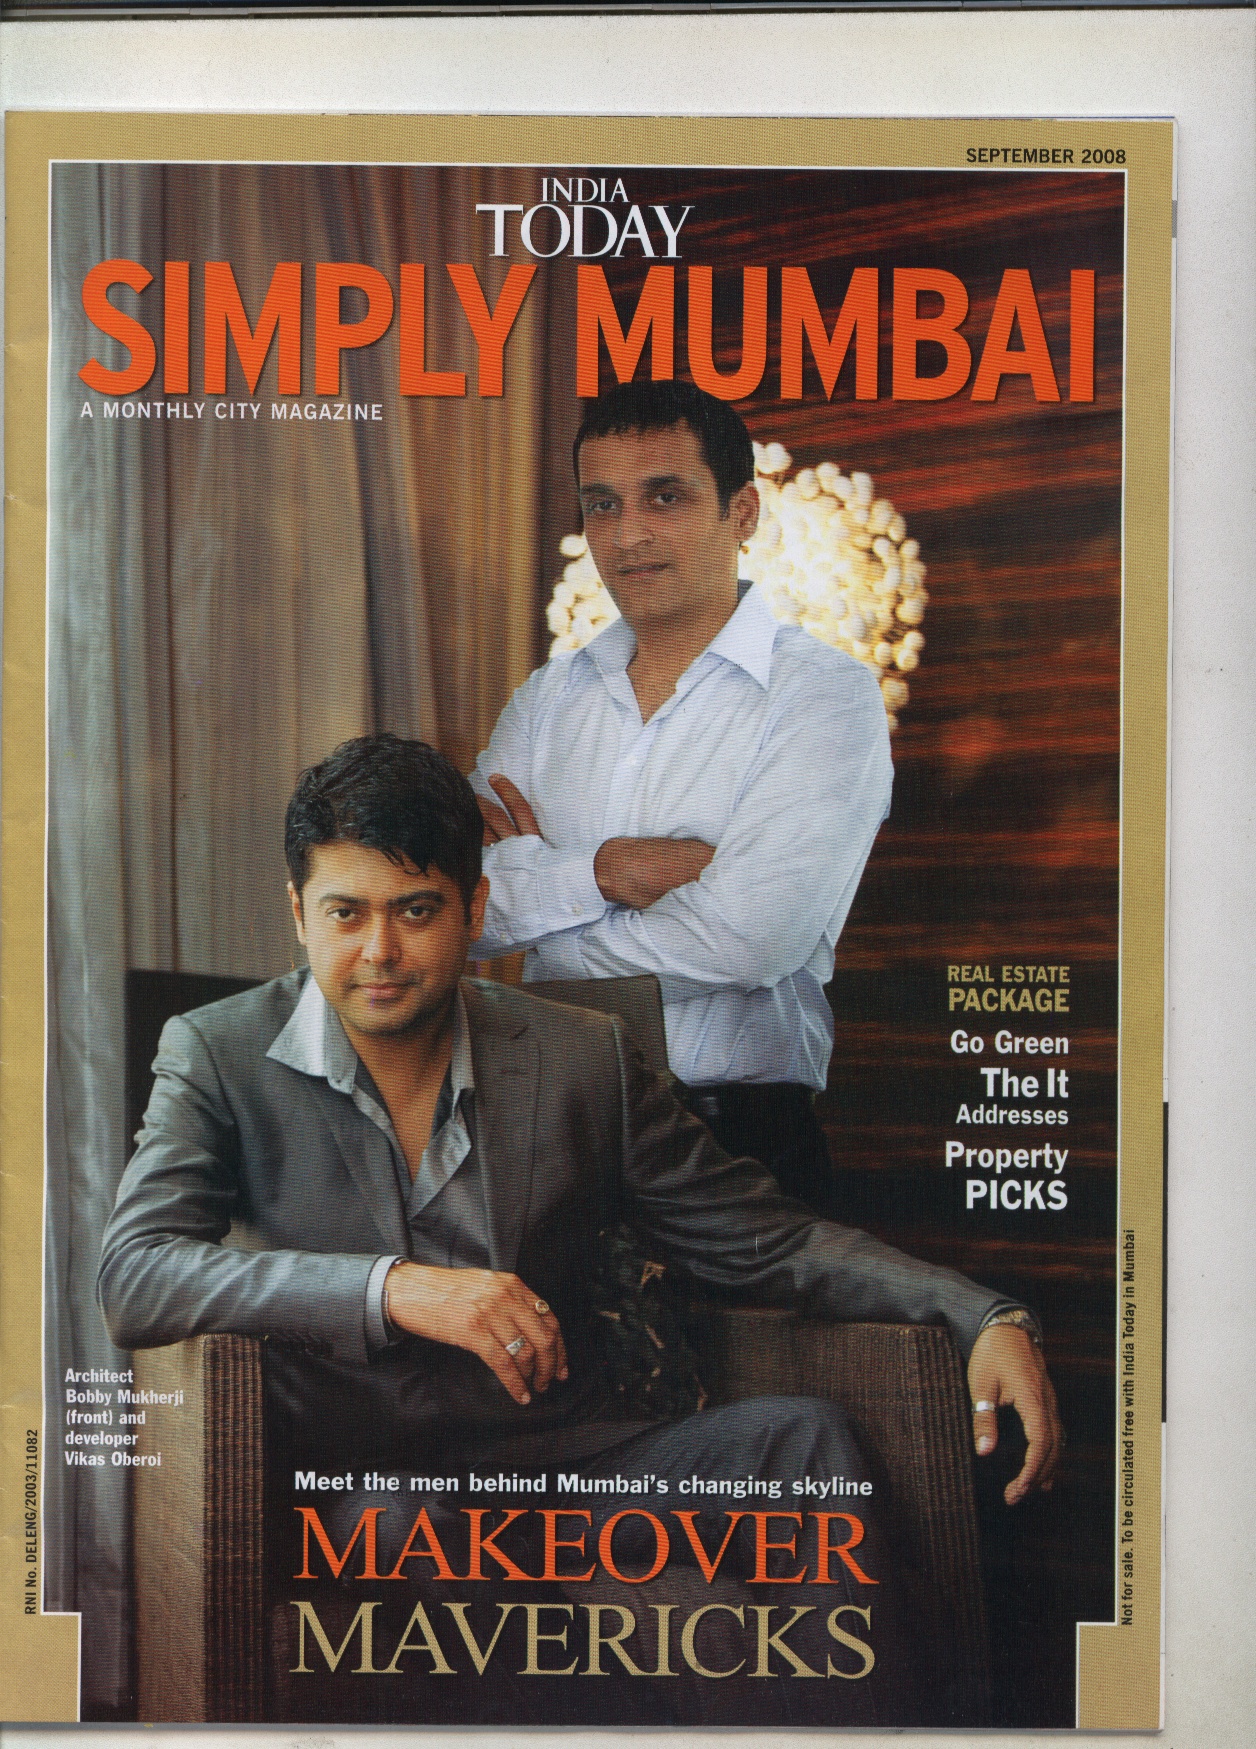 SEPTEMBER 2008
INDIA
TODAY
SIMPLY MUMBAI
A MONTHLY CITY MAGAZINE
REAL ESTATE
PACKAGE
Go Green
The It
Addresses
Property
PICKS
Architect
Bobby Mukherji
(front) and
developer
Vikas Oberoi
Meet the men behind Mumbai's changing skyline
MAKEOVER
MAVERICKS
RNI No. DELENG/2003/11082
Not for sale. To be circulated free with India Today in Mumbai